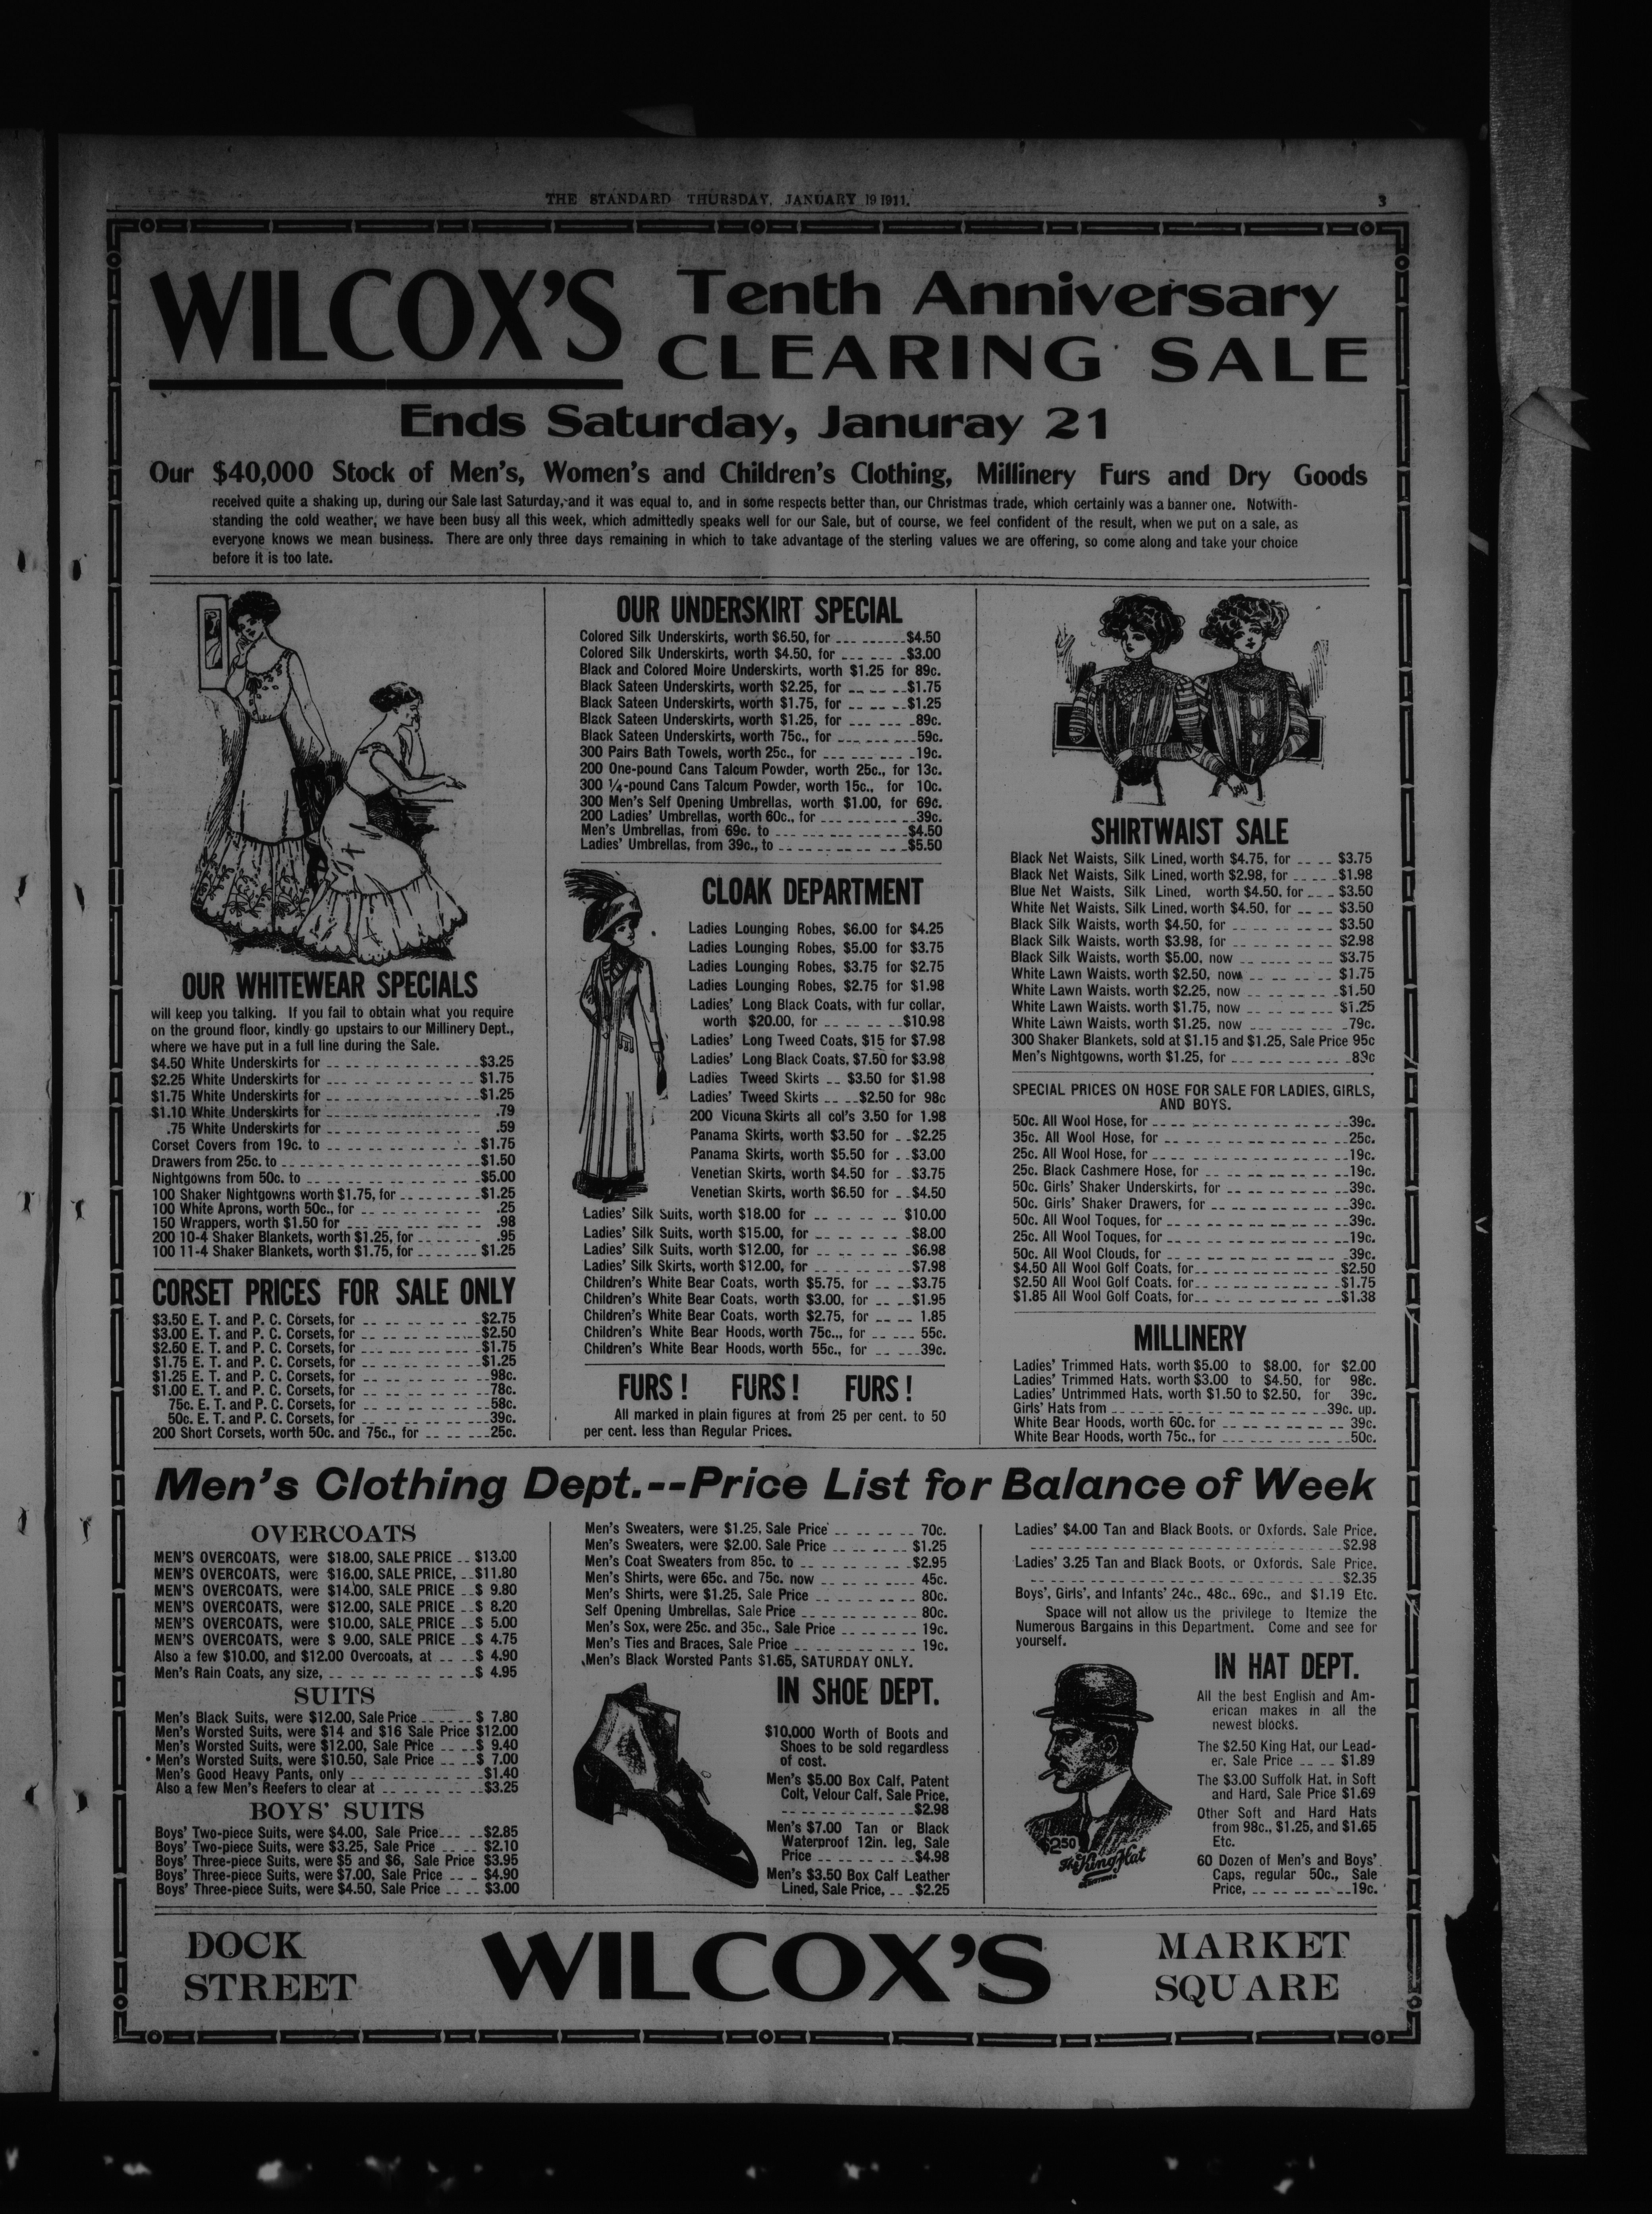 THE STANDARD THURSDAY, JANUARY 19 1911.
3
WILCOX'S
Tenth Anniversary
CLEARING SALE
Ends Saturday, Januray 21
Our $40,000 Stock of Men's, Women's and Children's Clothing, Millinery Furs and Dry Goods
received quite a shaking up, during our Sale last Saturday, and it was equal to, and in some respects better than, our Christmas trade, which certainly was a banner one. Notwith-
standing the cold weather, we have been busy all this week, which admittedly speaks well for our Sale, but of course, we feel confident of the result, when we put on a sale, as
everyone knows we mean business. There are only three days remaining in which to take advantage of the sterling values we are offering, so come along and take your choice
before it is too late.
OUR WHITEWEAR SPECIALS
will keep you talking. If you fail to obtain what you require
on the ground floor, kindly go upstairs to our Millinery Dept.,
where we have put in a full line during the Sale.
$4.50 White Underskirts for $3.25
$2.25 White Underskirts for $1.75
$1.75 White Underskirts for $1.25
$1.10 White Underskirts for .79
.75 White Underskirts for .59
Corset Covers from 19c. to $1.75
Drawers from 25c. to $1.50
Nightgowns from 50c. to $5.00
100 Shaker Nightgowns worth $1.75, for $1.25
100 White Aprons, worth 50c., for .25
150 Wrappers, worth $1.50 for .98
200 10-4 Shaker Blankets, worth $1.25, for .95
100 11-4 Shaker Blankets, worth $1.75, for $1.25
CORSET PRICES FOR SALE ONLY
$3.50 E. T. and P. C. Corsets, for $2.75
$3.00 E. T. and P. C. Corsets, for $2.50
$2.50 E. T. and P. C. Corsets, for $1.75
$1.75 E. T. and P. C. Corsets, for $1.25
$1.25 E. T. and P. C. Corsets, for 98c.
$1.00 E. T. and P. C. Corsets, for 78c.
75c. E. T. and P. C. Corsets, for 58c.
50c. E. T. and P. C. Corsets, for 39c.
200 Short Corsets, worth 50c. and 75c., for 25c.
OUR UNDERSKIRT SPECIAL
Colored Silk Underskirts, worth $6.50, for $4.50
Colored Silk Underskirts, worth $4.50, for $3.00
Black and Colored Moire Underskirts, worth $1.25 for 89c.
Black Sateen Underskirts, worth $2.25, for $1.75
Black Sateen Underskirts, worth $1.75, for $1.25
Black Sateen Underskirts, worth $1.25, for 89c.
Black Sateen Underskirts, worth 75c., for 59c.
300 Pairs Bath Towels, worth 25c., for 19c.
200 One-pound Cans Talcum Powder, worth 25c., for 13c.
300 1/4-pound Cans Talcum Powder, worth 15c., for 10c.
300 Men's Self Opening Umbrellas, worth $1.00, for 69c.
200 Ladies' Umbrellas, worth 60c., for 39c.
Men's Umbrellas, from 69c. to $4.50
Ladies' Umbrellas, from 39c., to $5.50
CLOAK DEPARTMENT
Ladies Lounging Robes, $6.00 for $4.25
Ladies Lounging Robes, $5.00 for $3.75
Ladies Lounging Robes, $3.75 for $2.75
Ladies Lounging Robes, $2.75 for $1.98
Ladies' Long Black Coats, with fur collar,
worth $20.00, for $10.98
Ladies' Long Tweed Coats, $15 for $7.98
Ladies' Long Black Coats, $7.50 for $3.98
Ladies Tweed Skirts $3.50 for $1.98
Ladies' Tweed Skirts $2.50 for 98c
200 Vicuna Skirts all col's 3.50 for 1.98
Panama Skirts, worth $3.50 for $2.25
Panama Skirts, worth $5.50 for $3.00
Venetian Skirts, worth $4.50 for $3.75
Venetian Skirts, worth $6.50 for $4.50
Ladies' Silk Suits, worth $18.00 for $10.00
Ladies' Silk Suits, worth $15.00, for $8.00
Ladies' Silk Suits, worth $12.00, for $6.98
Ladies' Silk Skirts, worth $12.00, for $7.98
Children's White Bear Coats, worth $5.75, for $3.75
Children's White Bear Coats, worth $3.00, for $1.95
Children's White Bear Coats, worth $2.75, for 1.85
Children's White Bear Hoods, worth 75c., for 55c.
Children's White Bear Hoods, worth 55c., for 39c.
FURS! FURS! FURS!
All marked in plain figures at from 25 per cent. to 50
per cent. less than Regular Prices.
SHIRTWAIST SALE
Black Net Waists, Silk Lined, worth $4.75, for $3.75
Black Net Waists, Silk Lined, worth $2.98, for $1.98
Blue Net Waists, Silk Lined, worth $4.50, for $3.50
White Net Waists, Silk Lined, worth $4.50, for $3.50
Black Silk Waists, worth $4.50, for $3.50
Black Silk Waists, worth $3.98, for $2.98
Black Silk Waists, worth $5.00, now $3.75
White Lawn Waists, worth $2.50, now $1.75
White Lawn Waists, worth $2.25, now $1.50
White Lawn Waists, worth $1.75, now $1.25
White Lawn Waists, worth $1.25, now 79c.
300 Shaker Blankets, sold at $1.15 and $1.25, Sale Price 95c
Men's Nightgowns, worth $1.25, for 89c
SPECIAL PRICES ON HOSE FOR SALE FOR LADIES, GIRLS,
AND BOYS.
50c. All Wool Hose, for 39c.
35c. All Wool Hose, for 25c.
25c. All Wool Hose, for 19c.
25c. Black Cashmere Hose, for 19c.
50c. Girls' Shaker Underskirts, for 39c.
50c. Girls' Shaker Drawers, for 39c.
50c. All Wool Toques, for 39c.
25c. All Wool Toques, for 19c.
50c. All Wool Clouds, for 39c.
$4.50 All Wool Golf Coats, for $2.50
$2.50 All Wool Golf Coats, for $1.75
$1.85 All Wool Golf Coats, for $1.38
MILLINERY
Ladies' Trimmed Hats, worth $5.00 to $8.00, for $2.00
Ladies' Trimmed Hats, worth $3.00 to $4.50, for 98c.
Ladies' Untrimmed Hats, worth $1.50 to $2.50, for 39c.
Girls' Hats from 39c. up.
White Bear Hoods, worth 60c. for 39c.
White Bear Hoods, worth 75c., for 50c.
Men's Clothing Dept.--Price List for Balance of Week
OVERCOATS
MEN'S OVERCOATS, were $18.00, SALE PRICE $13.00
MEN'S OVERCOATS, were $16.00, SALE PRICE, $11.80
MEN'S OVERCOATS, were $14.00, SALE PRICE $ 9.80
MEN'S OVERCOATS, were $12.00, SALE PRICE $ 8.20
MEN'S OVERCOATS, were $10.00, SALE PRICE $ 5.00
MEN'S OVERCOATS, were $ 9.00, SALE PRICE $ 4.75
Also a few $10.00, and $12.00 Overcoats, at $ 4.90
Men's Rain Coats, any size, $ 4.95
SUITS
Men's Black Suits, were $12.00, Sale Price $ 7.80
Men's Worsted Suits, were $14 and $16 Sale Price $12.00
Men's Worsted Suits, were $12.00, Sale Price $ 9.40
Men's Worsted Suits, were $10.50, Sale Price $ 7.00
Men's Good Heavy Pants, only $1.40
Also a few Men's Reefers to clear at $3.25
BOYS' SUITS
Boys' Two-piece Suits, were $4.00, Sale Price $2.85
Boys' Two-piece Suits, were $3.25, Sale Price $2.10
Boys' Three-piece Suits, were $5 and $6, Sale Price $3.95
Boys' Three-piece Suits, were $7.00, Sale Price $4.90
Boys' Three-piece Suits, were $4.50, Sale Price $3.00
Men's Sweaters, were $1.25, Sale Price 70c.
Men's Sweaters, were $2.00, Sale Price $1.25
Men's Coat Sweaters from 85c. to $2.95
Men's Shirts, were 65c. and 75c. now 45c.
Men's Shirts, were $1.25, Sale Price 80c.
Self Opening Umbrellas, Sale Price 80c.
Men's Sox, were 25c. and 35c., Sale Price 19c.
Men's Ties and Braces, Sale Price 19c.
Men's Black Worsted Pants $1.65, SATURDAY ONLY.
IN SHOE DEPT.
$10,000 Worth of Boots and
Shoes to be sold regardless
of cost.
Men's $5.00 Box Calf, Patent
Colt, Velour Calf, Sale Price,
$2.98
Men's $7.00 Tan or Black
Waterproof 12in. leg, Sale
Price $4.98
Men's $3.50 Box Calf Leather
Lined, Sale Price, $2.25
Ladies' $4.00 Tan and Black Boots, or Oxfords, Sale Price,
$2.98
Ladies' 3.25 Tan and Black Boots, or Oxfords, Sale Price,
$2.35
Boys', Girls', and Infants' 24c., 48c., 69c., and $1.19 Etc.
Space will not allow us the privilege to Itemize the
Numerous Bargains in this Department. Come and see for
yourself.
IN HAT DEPT.
All the best English and Am-
erican makes in all the
newest blocks.
The $2.50 King Hat, our Lead-
er, Sale Price $1.89
The $3.00 Suffolk Hat, in Soft
and Hard, Sale Price $1.69
Other Soft and Hard Hats
from 98c., $1.25, and $1.65
Etc.
60 Dozen of Men's and Boys'
Caps, regular 50c., Sale
Price, 19c.
$2.50
The King Hat
DOCK
STREET
WILCOX'S
MARKET
SQUARE